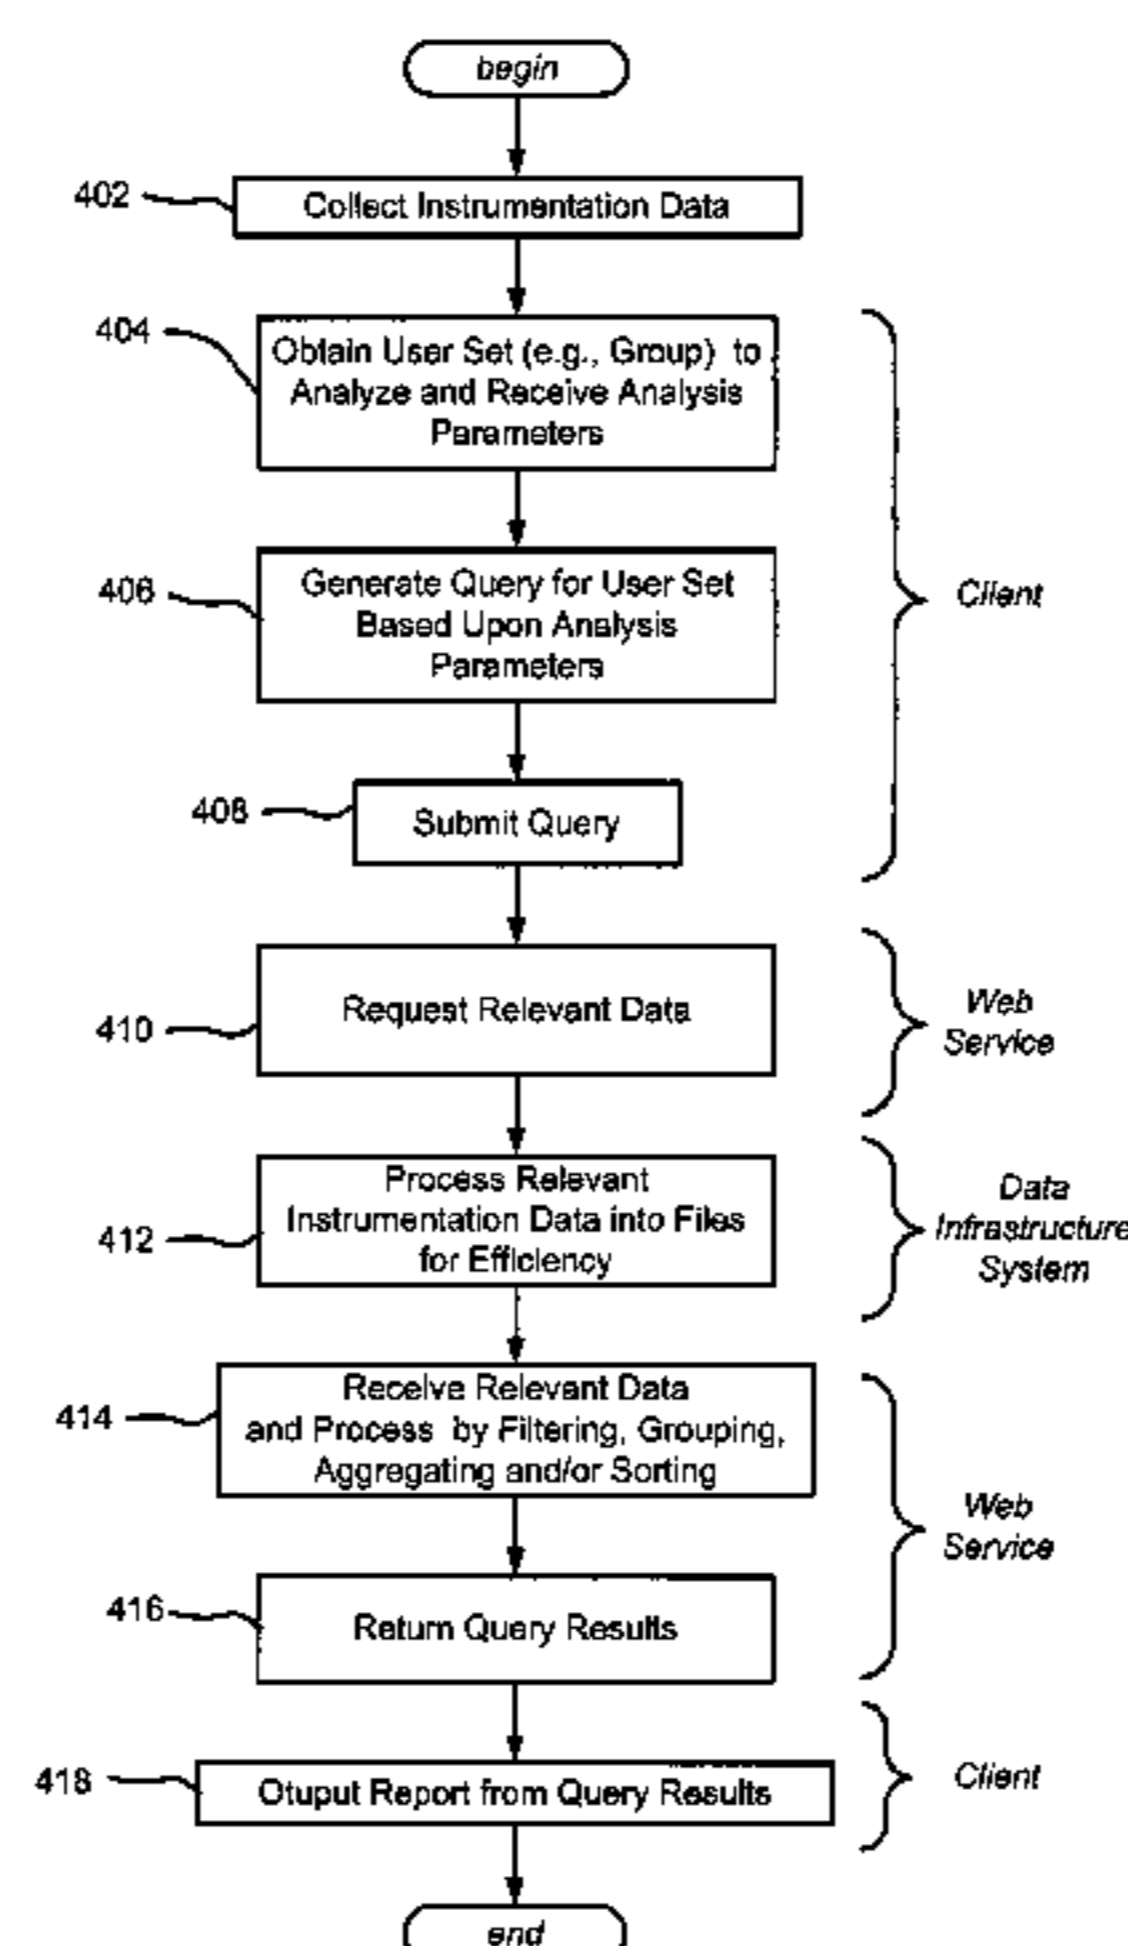 begin
402
Collect Instrumentation Data
404
Obtain User Set (e.g., Group) to
Analyze and Receive Analysis
Parameters
406
Generate Query for User Set
Based Upon Analysis
Parameters
Client
408
Submit Query
410
Request Relevant Data
Web
Service
412
Process Relevant
Instrumentation Data into Files
for Efficiency
Data
Infrastructure
System
414
Receive Relevant Data
and Process by Filtering, Grouping,
Aggregating and/or Sorting
Web
Service
416
Return Query Results
418
Otuput Report from Query Results
Client
end